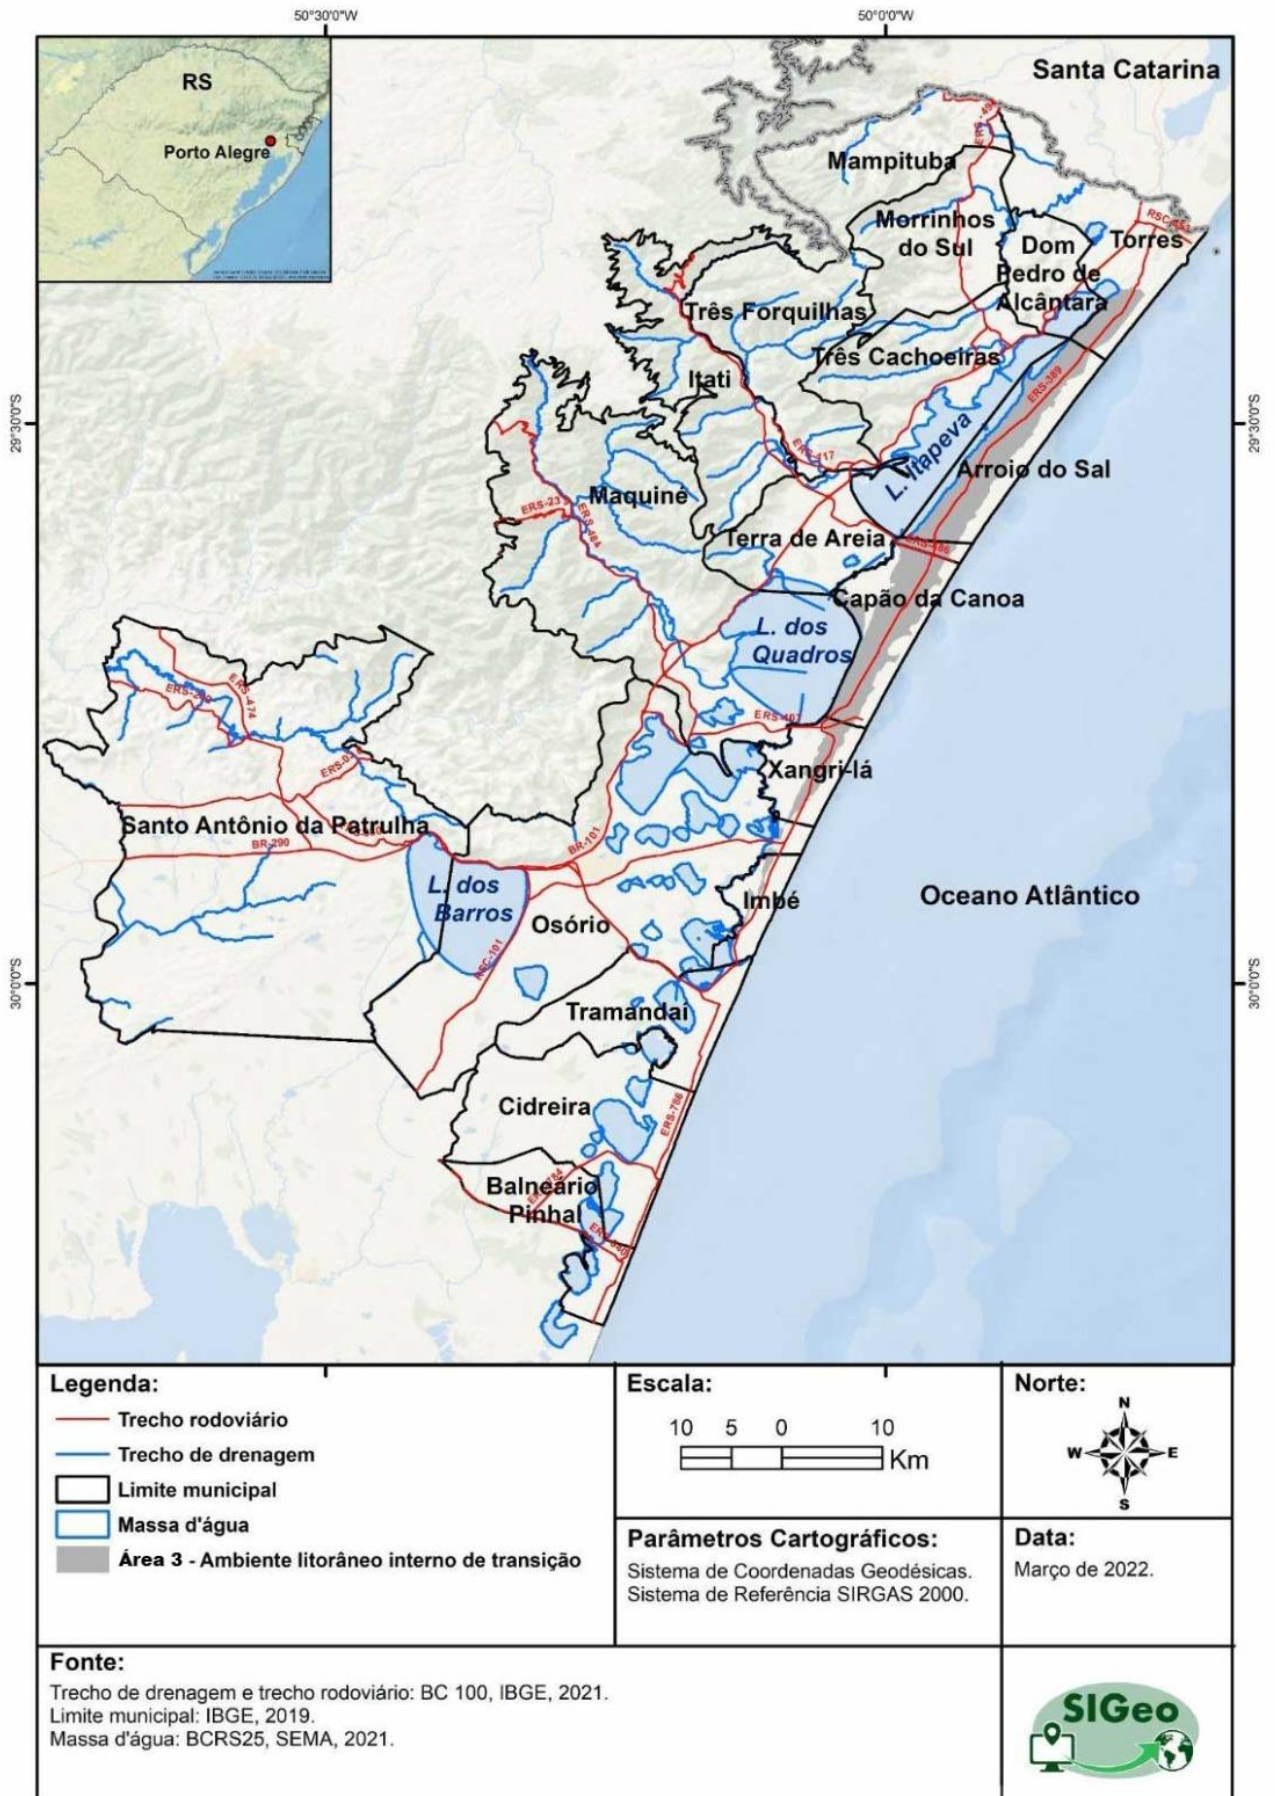 50°30'0"W
50°0'0"W
RS
Porto Alegre
Santa Catarina
Mampituba
Morrinhos
do Sul
Dom
Pedro de
Alcântara
Torres
Três Forquilhas
Três Cachoeiras
Itati
ERS-389
29°30'0"S
29°30'0"S
L. Itapeva
Arroio do Sal
Maquiné
ERS-484
Terra de Areia
ERS-486
Capão da Canoa
L. dos
Quadros
ERS-407
ERS-474
Xangri-lá
Santo Antônio da Patrulha
BR-290
BR-101
L. dos
Barros
RSC-101
Osório
Imbé
Oceano Atlântico
30°0'0"S
30°0'0"S
Tramandaí
Cidreira
ERS-786
Balneário
Pinhal
Legenda:
Trecho rodoviário
Trecho de drenagem
Limite municipal
Massa d'água
Área 3 - Ambiente litorâneo interno de transição
Escala:
10 5 0 10
Km
Norte:
N
W E
S
Parâmetros Cartográficos:
Sistema de Coordenadas Geodésicas.
Sistema de Referência SIRGAS 2000.
Data:
Março de 2022.
Fonte:
Trecho de drenagem e trecho rodoviário: BC 100, IBGE, 2021.
Limite municipal: IBGE, 2019.
Massa d'água: BCRS25, SEMA, 2021.
SIGeo